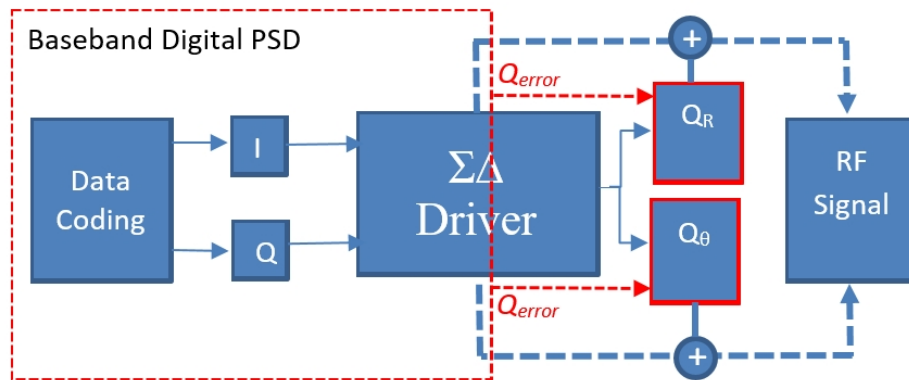 Baseband Digital PSD
+
Q_error
Q_R
I
Data
Coding
ΣΔ
Driver
RF
Signal
Q
Q_θ
Q_error
+